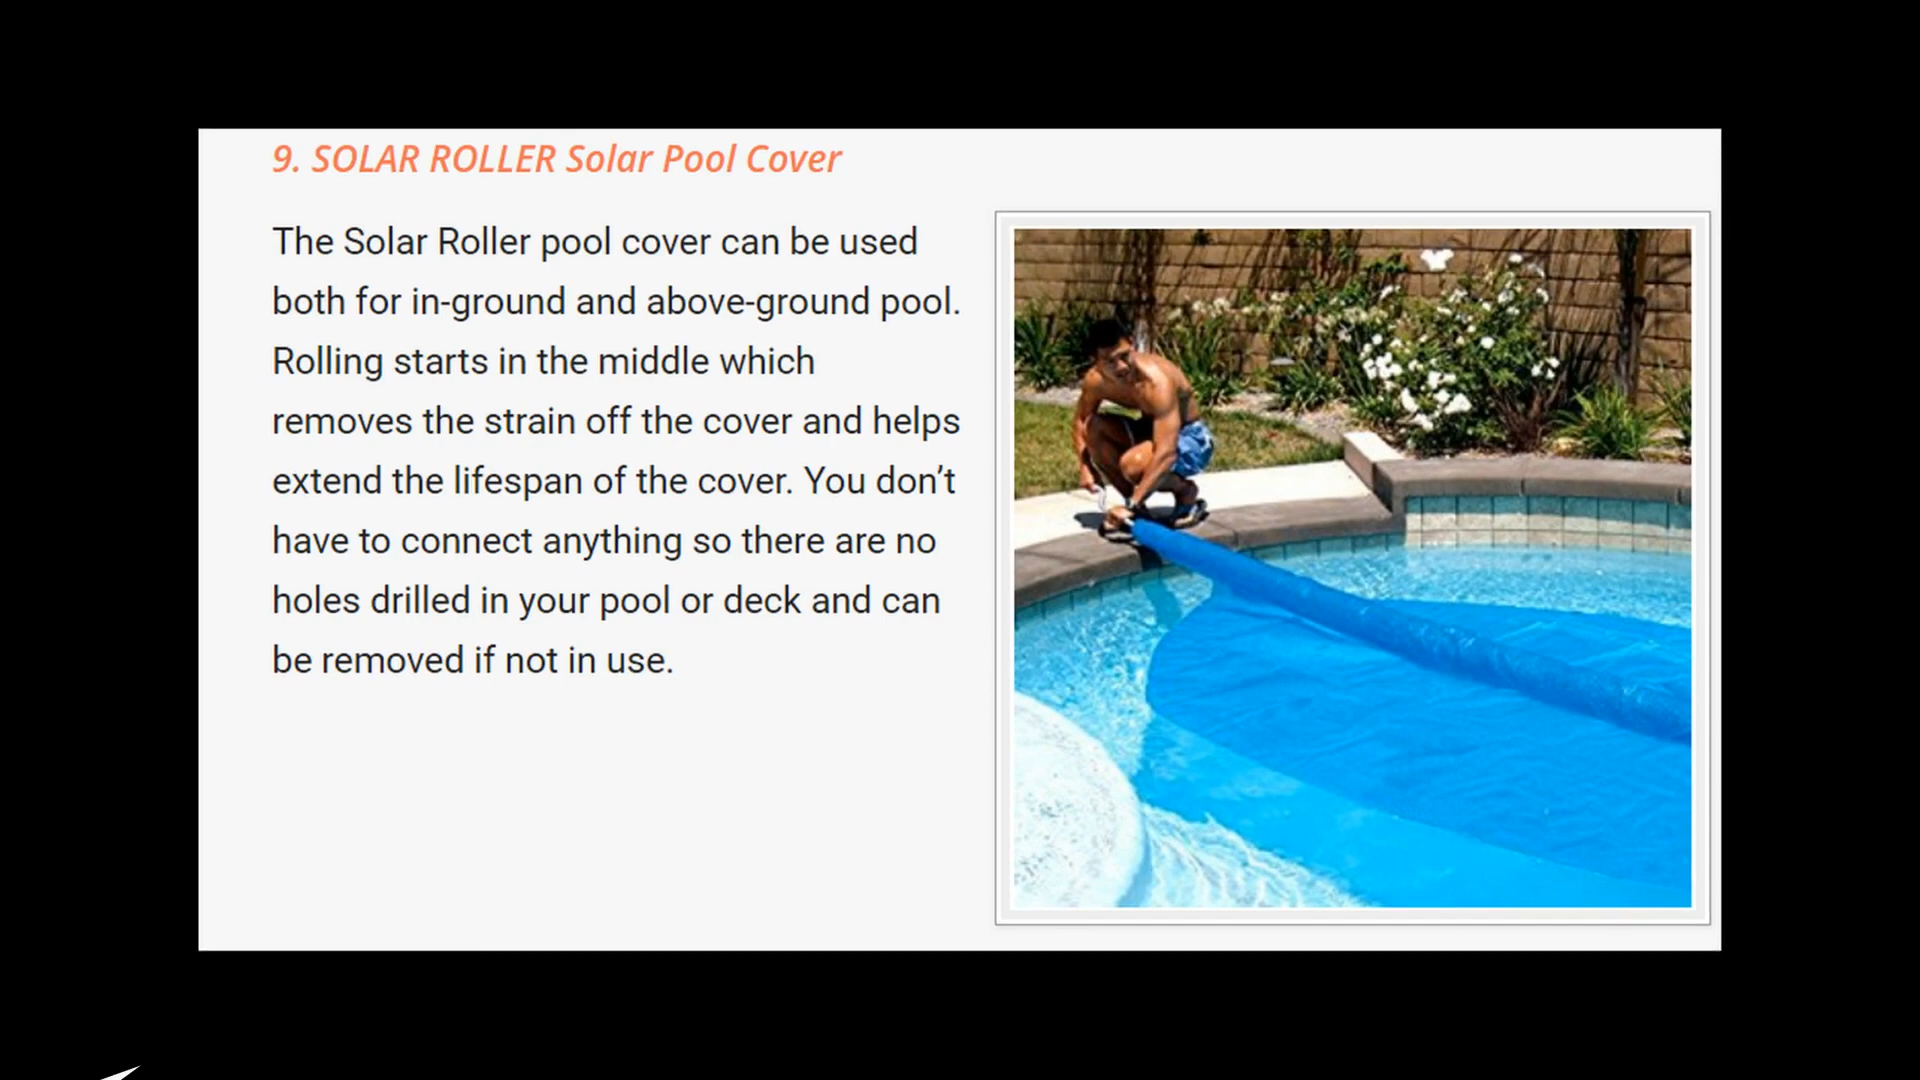 9. SOLAR ROLLER Solar Pool Cover
The Solar Roller pool cover can be used
both for in-ground and above-ground pool.
Rolling starts in the middle which
removes the strain off the cover and helps
extend the lifespan of the cover. You don’t
have to connect anything so there are no
holes drilled in your pool or deck and can
be removed if not in use.